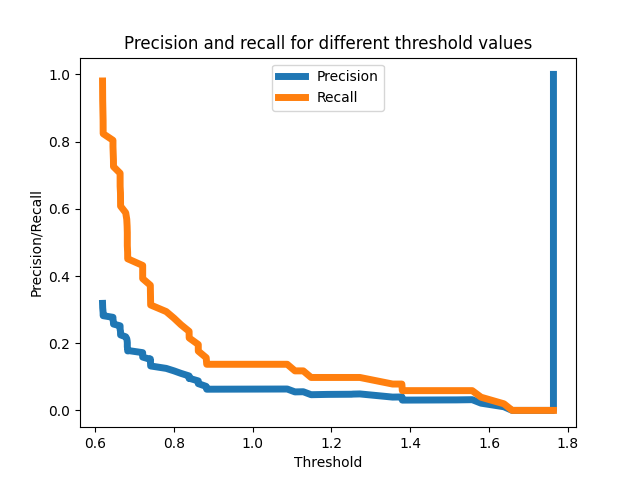 Precision and recall for different threshold values
Precision
Recall
Precision/Recall
1.0
0.8
0.6
0.4
0.2
0.0
0.6
0.8
1.0
1.2
1.4
1.6
1.8
Threshold